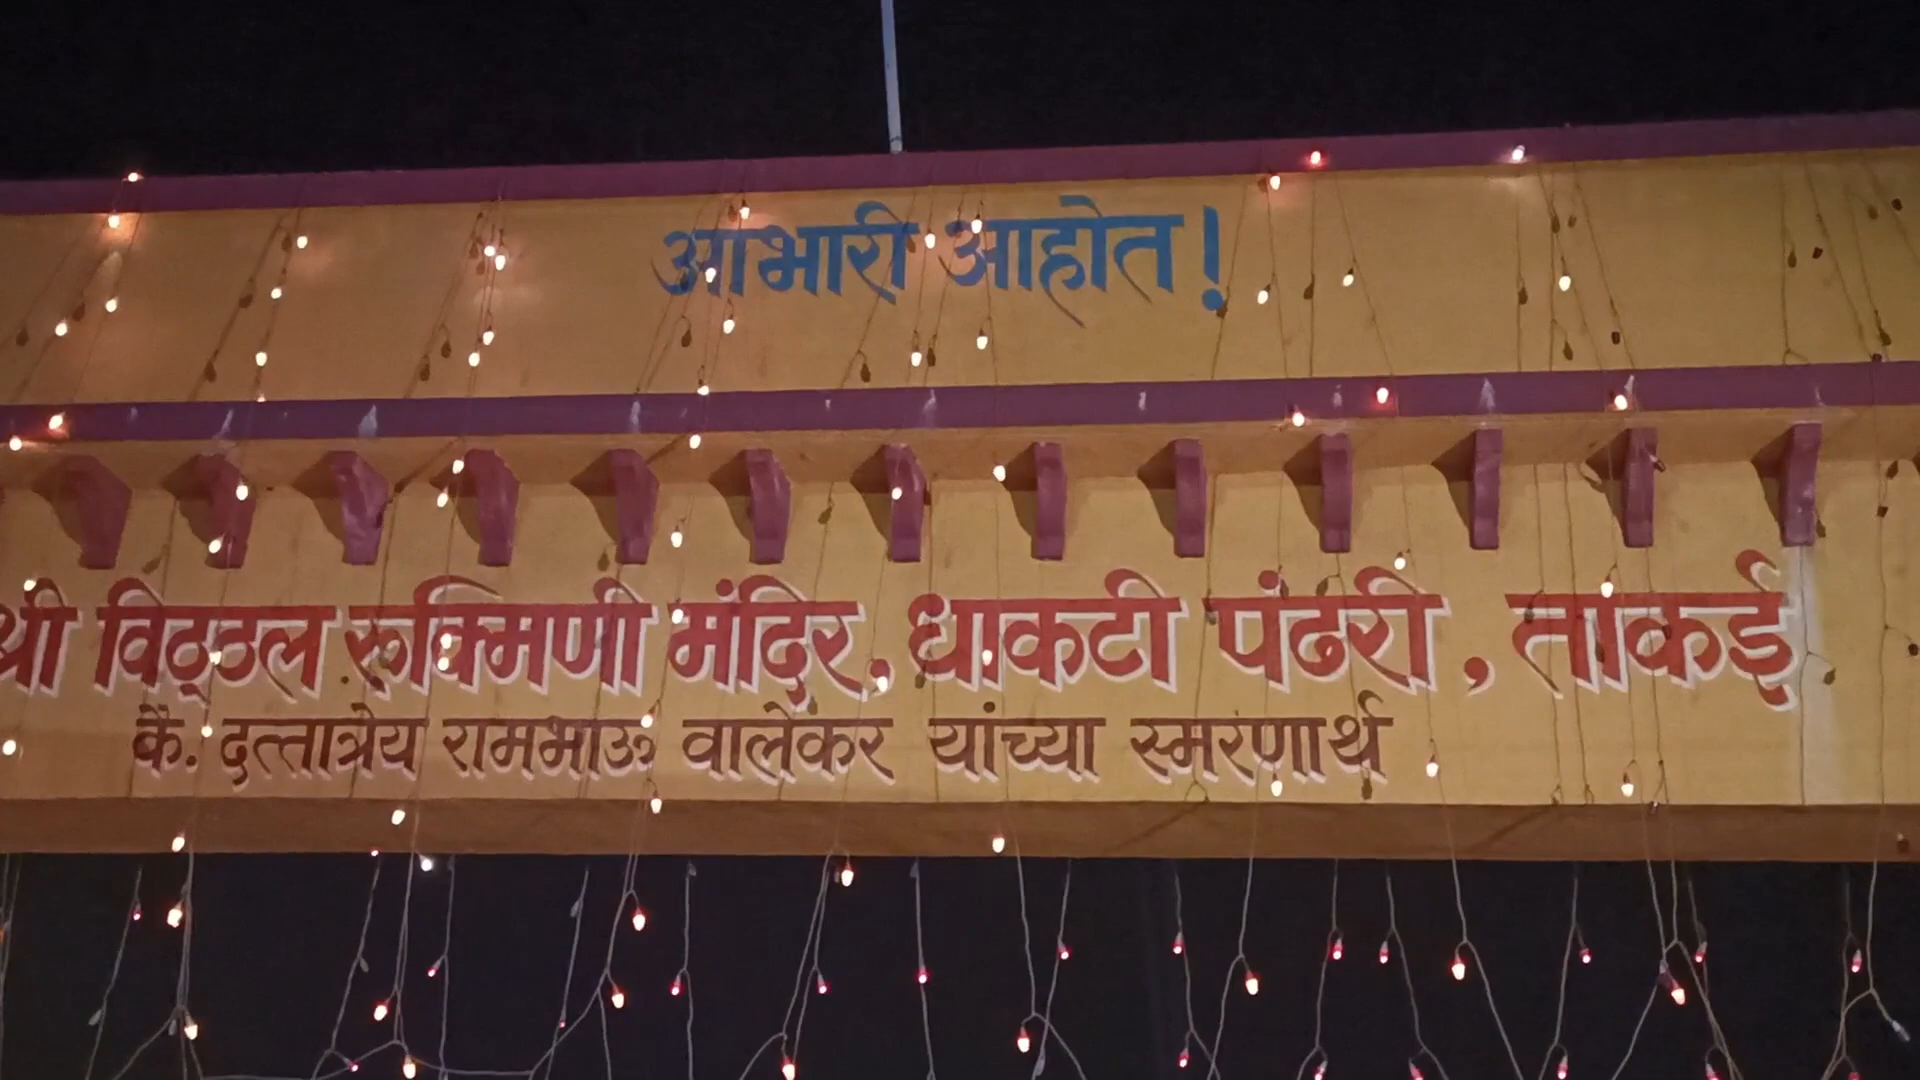 आभारी आहोत!
श्री विठ्ठल रूक्मिणी मंदिर, धाकटी पंढरी, ताकई
कै. दत्तात्रेय रामभाऊ वालेकर यांच्या स्मरणार्थ